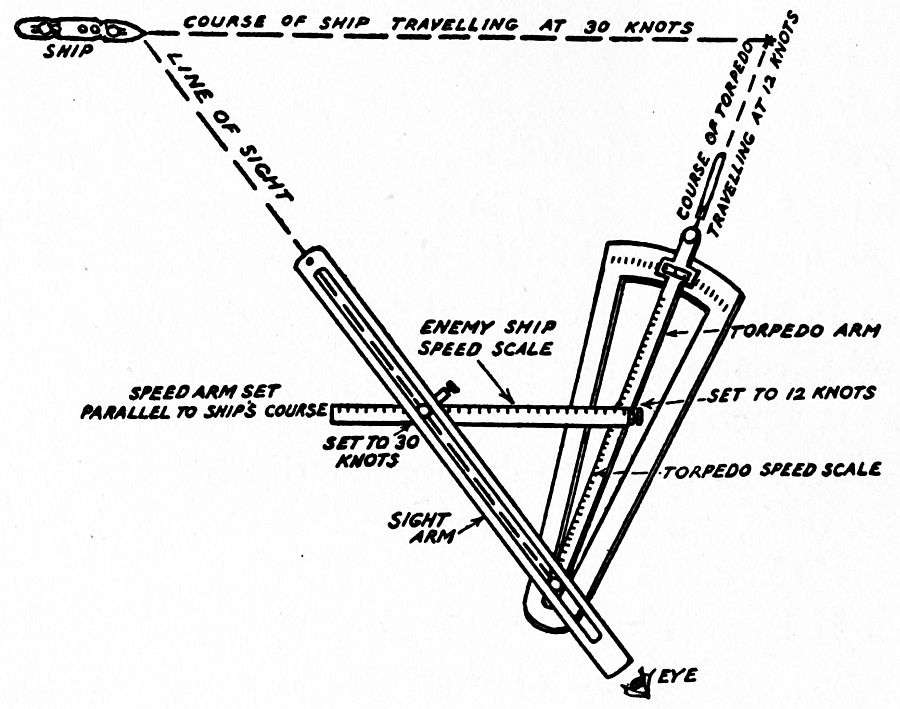 COURSE OF SHIP TRAVELLING AT 30 KNOTS
SHIP
LINE OF SIGHT
COURSE OF TORPEDO
TRAVELLING AT 12 KNOTS
ENEMY SHIP
SPEED SCALE
TORPEDO ARM
SPEED ARM SET
PARALLEL TO SHIP'S COURSE
SET TO 12 KNOTS
SET TO 30
KNOTS
TORPEDO SPEED SCALE
SIGHT
ARM
EYE